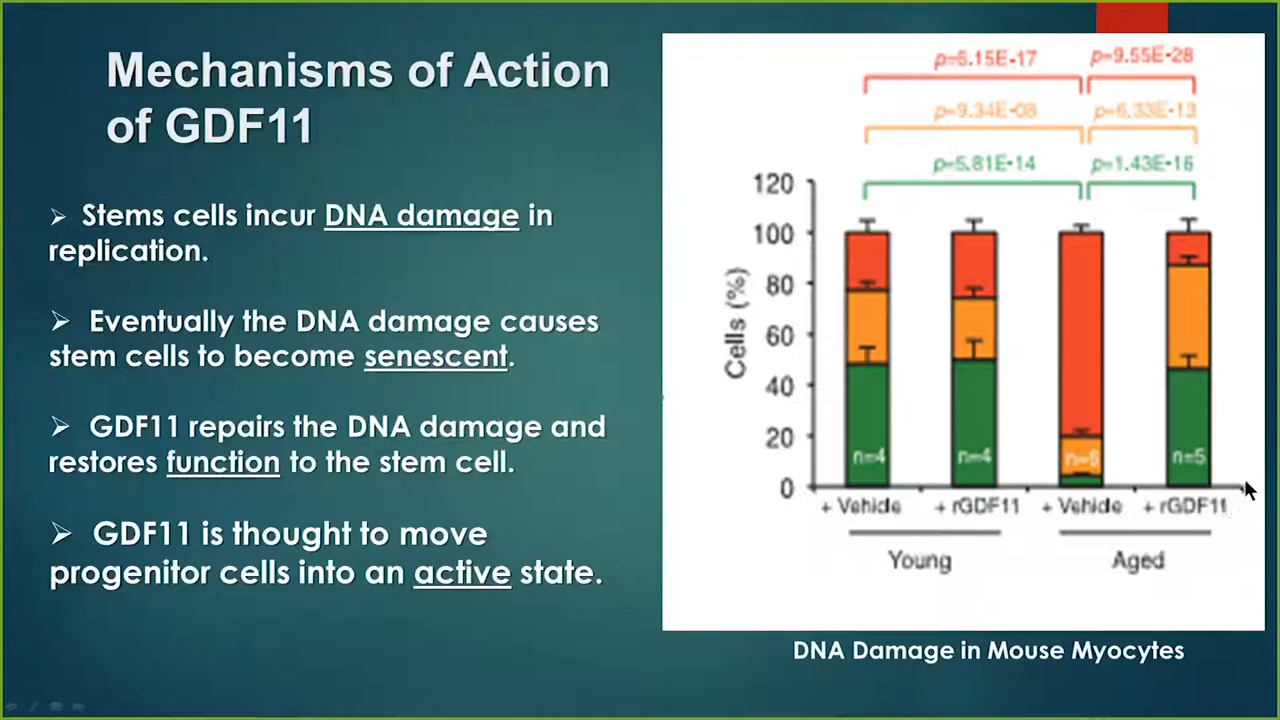 Mechanisms of Action
of GDF11
➢ Stems cells incur DNA damage in
replication.
➢ Eventually the DNA damage causes
stem cells to become senescent.
➢ GDF11 repairs the DNA damage and
restores function to the stem cell.
➢ GDF11 is thought to move
progenitor cells into an active state.
p=6.15E-17 p=9.55E-28
p=9.34E-08 p=6.33E-13
p=5.81E-14 p=1.43E-16
120
100
80
60
40
20
0
Cells (%)
n=4 n=4 n=6 n=5
+ Vehicle + rGDF11 + Vehicle + rGDF11
Young Aged
DNA Damage in Mouse Myocytes